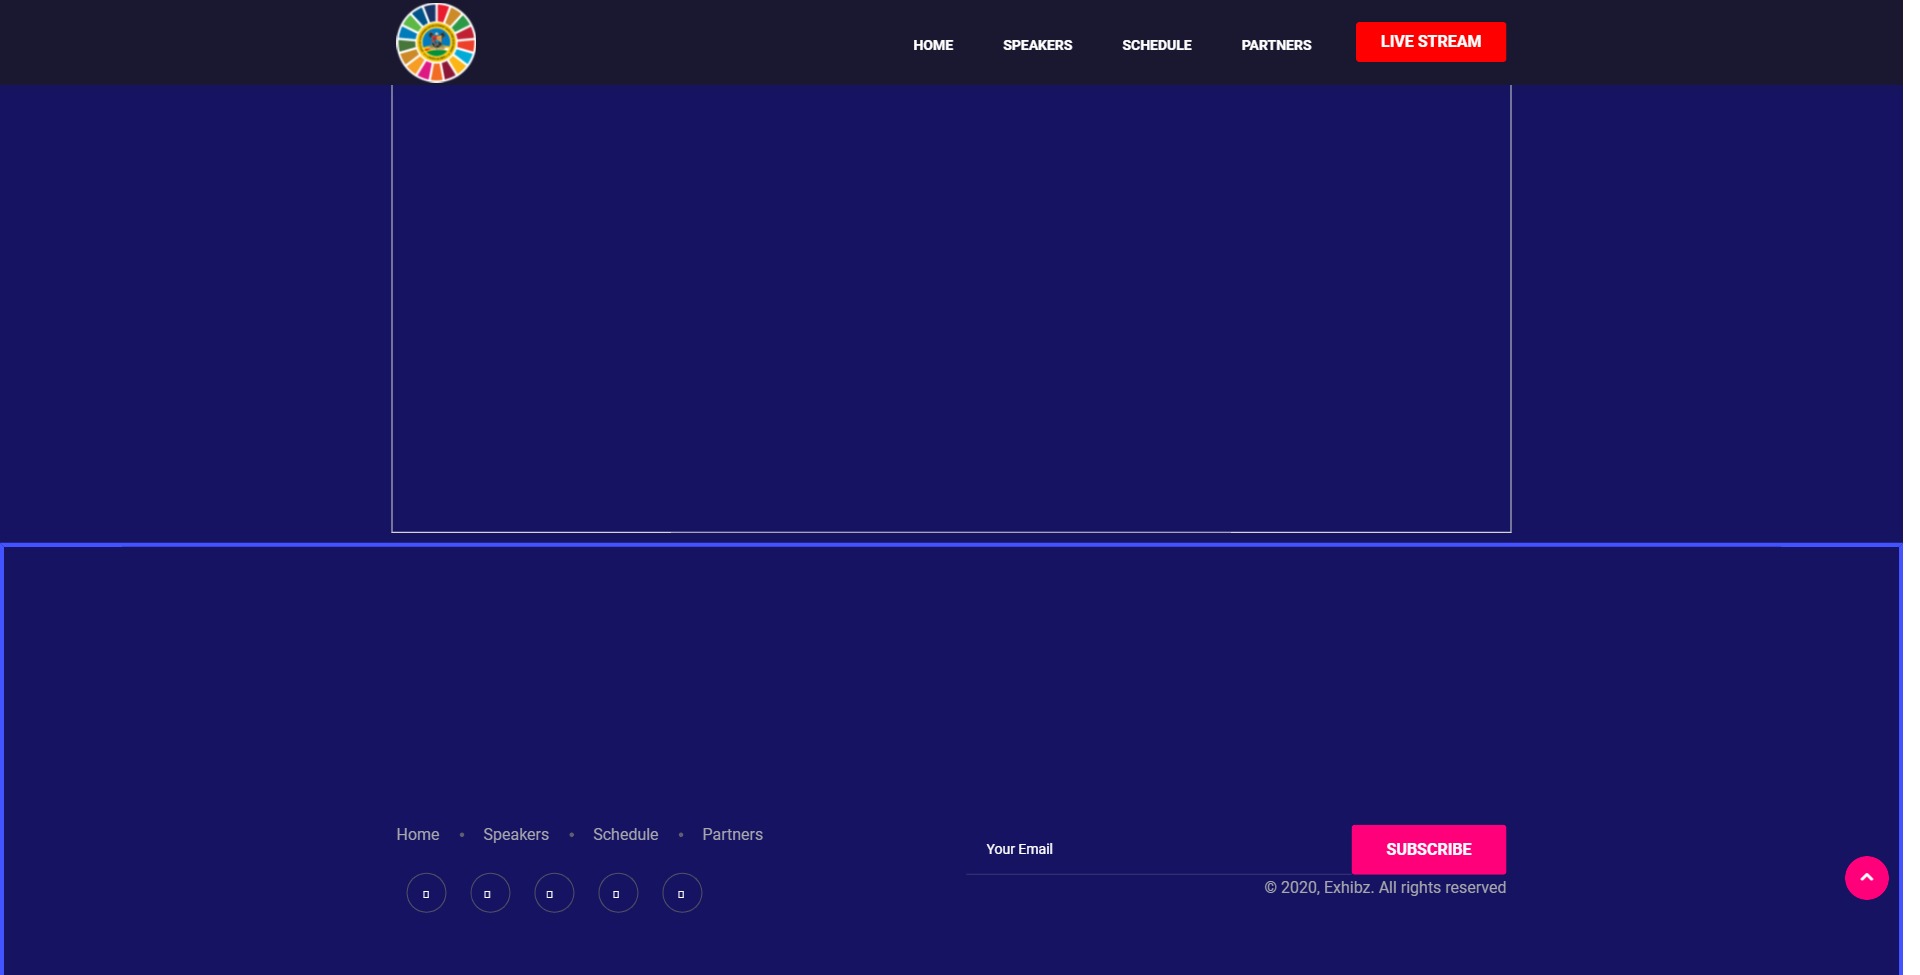 HOME SPEAKERS SCHEDULE PARTNERS LIVE STREAM
Home • Speakers • Schedule • Partners
Your Email SUBSCRIBE
© 2020, Exhibz. All rights reserved